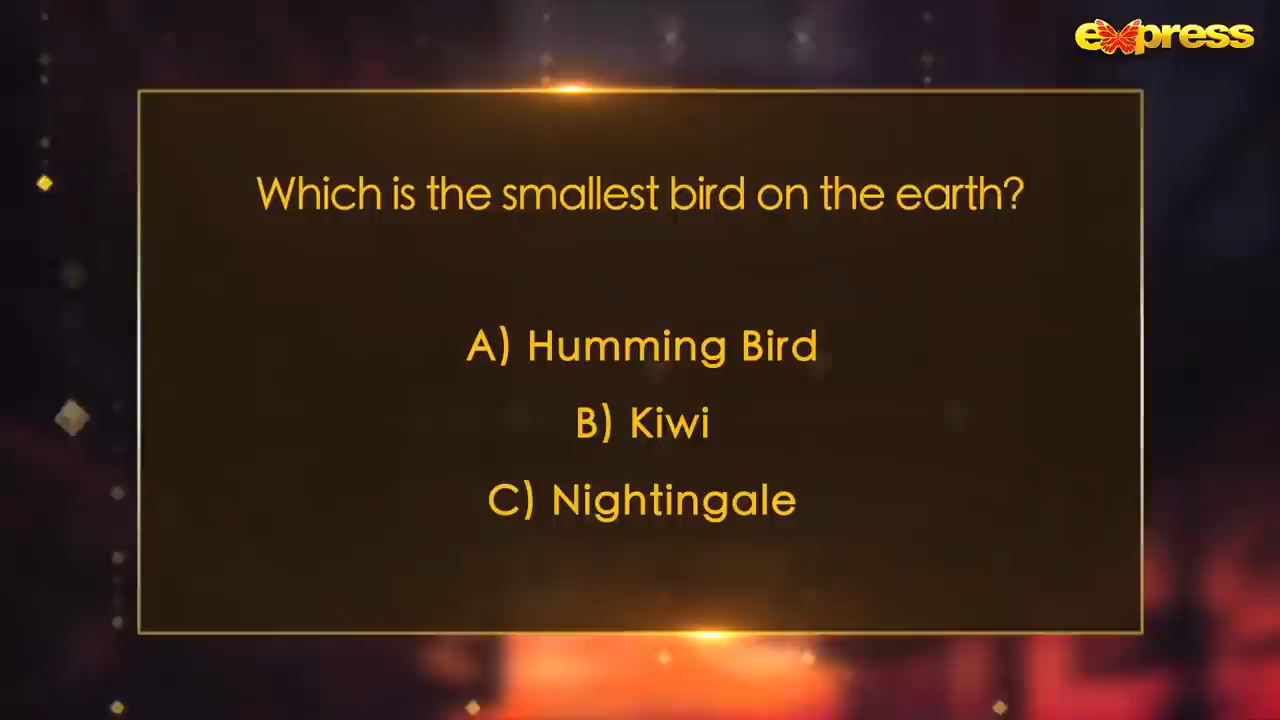 express
Which is the smallest bird on the earth?
A) Humming Bird
B) Kiwi
C) Nightingale